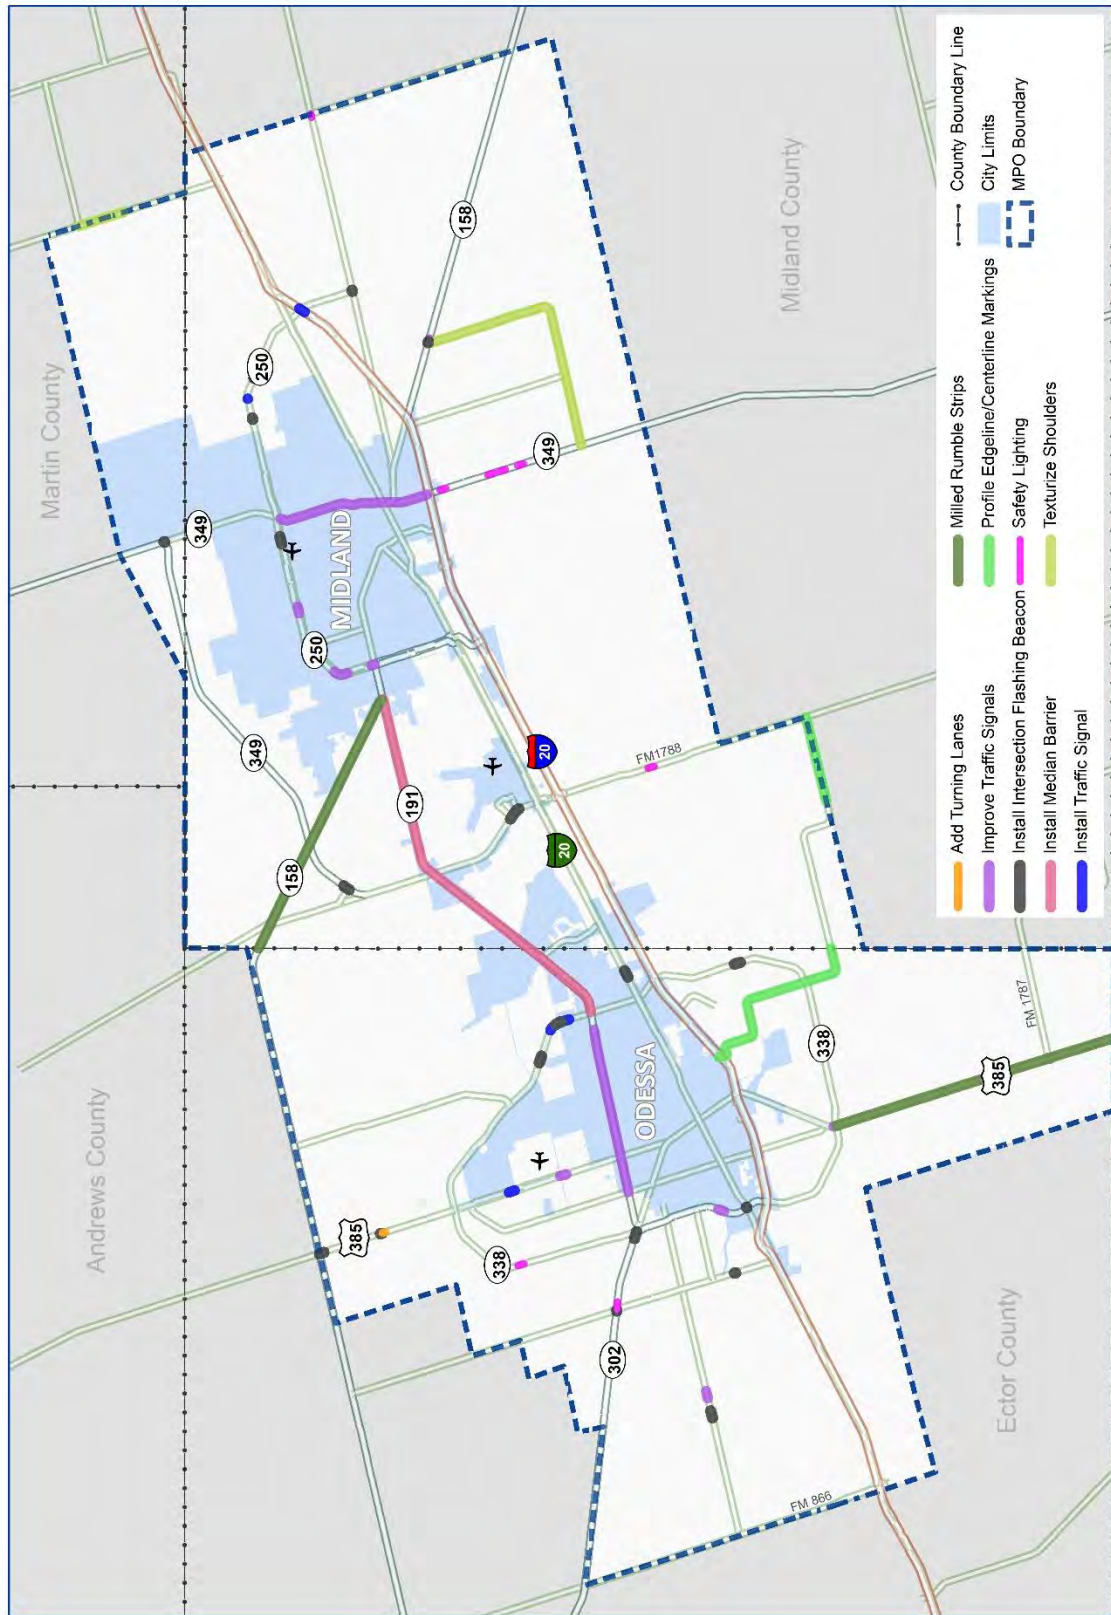 Andrews County
Martin County
Midland County
Ector County
MIDLAND
ODESSA
385
338
302
FM 866
158
349
349
250
250
191
20
20
FM1788
158
349
338
385
FM 1787
Add Turning Lanes
Improve Traffic Signals
Install Intersection Flashing Beacon
Install Median Barrier
Install Traffic Signal
Milled Rumble Strips
Profile Edgeline/Centerline Markings
Safety Lighting
Texturize Shoulders
County Boundary Line
City Limits
MPO Boundary